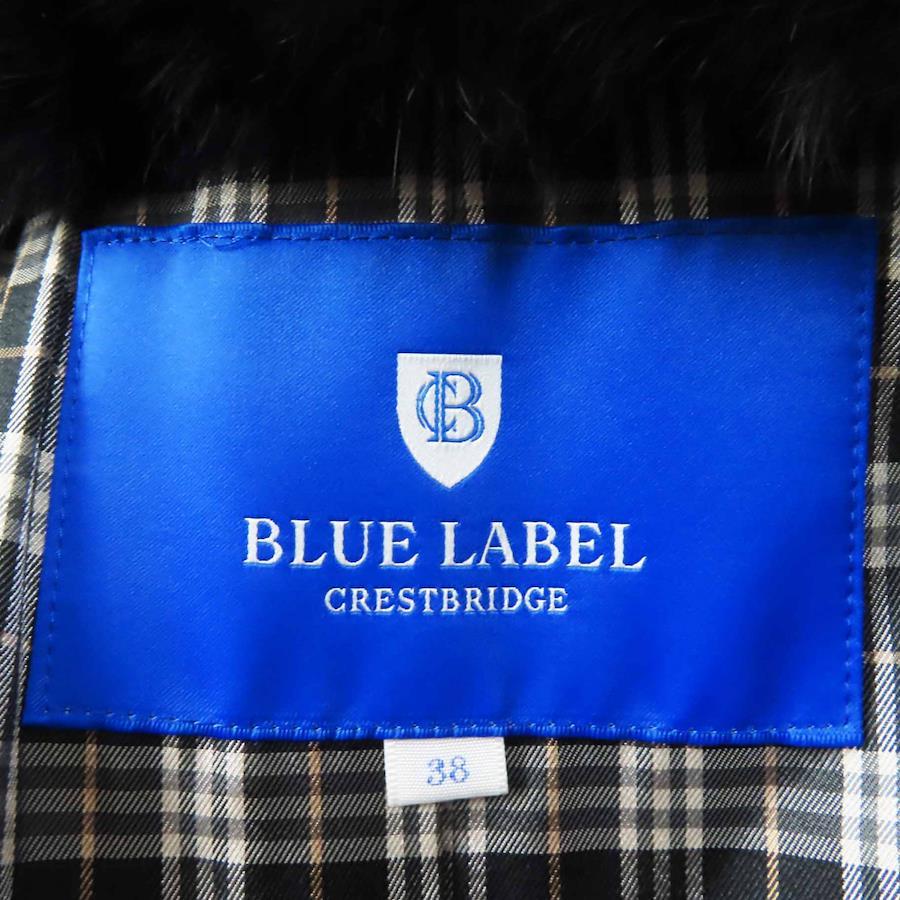 CB
BLUE LABEL
CRESTBRIDGE
38